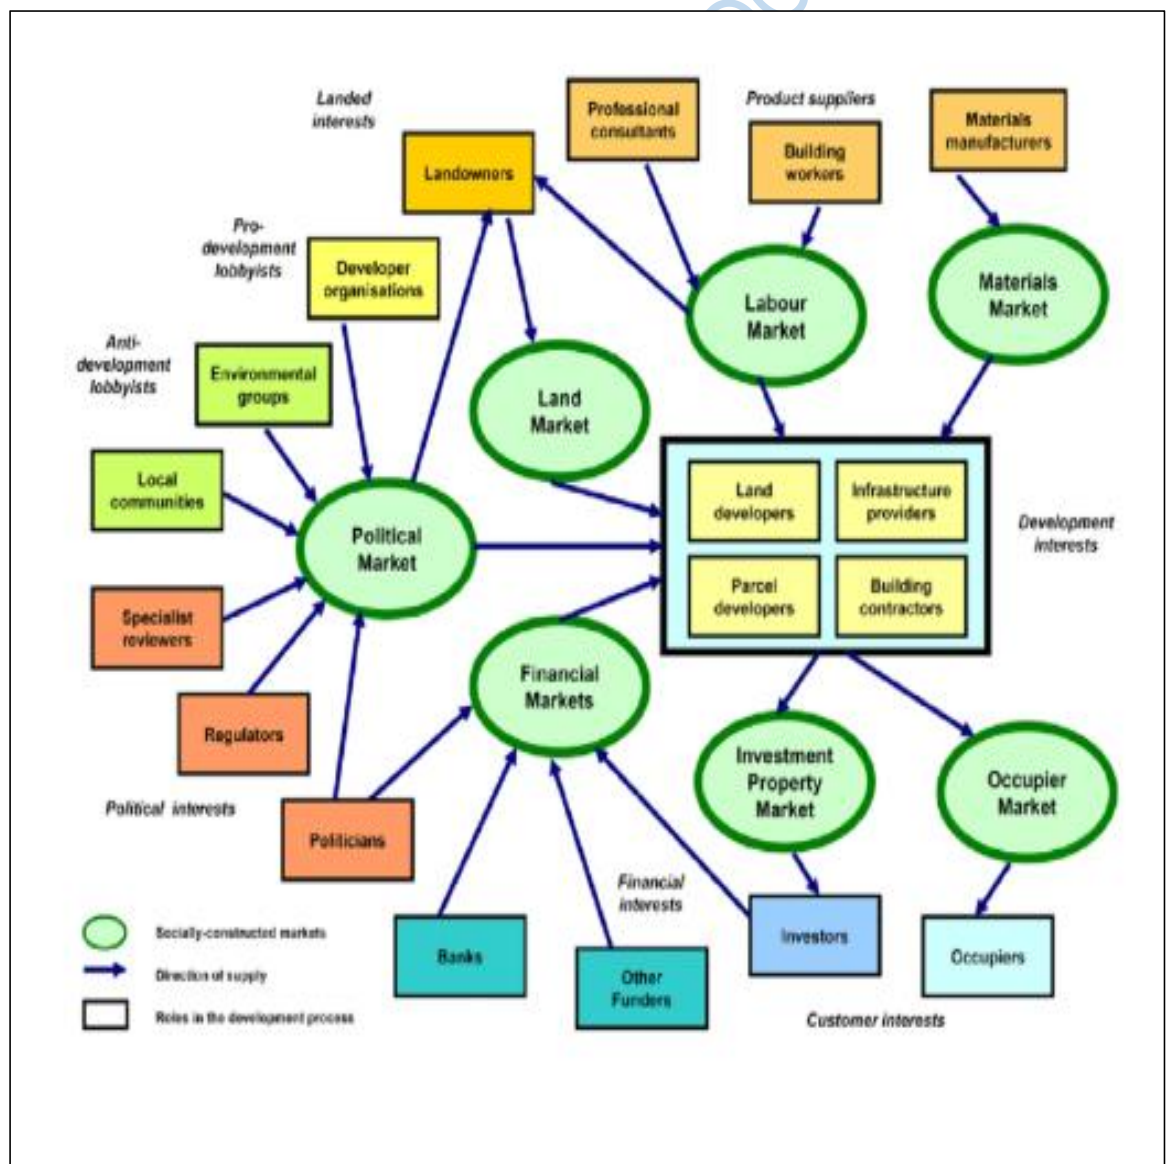 Landed
interests
Professional
consultants
Product suppliers
Materials
manufacturers
Building
workers
Landowners
Pro-
development
lobbyists
Developer
organisations
Labour
Market
Materials
Market
Anti-
development
lobbyists
Environmental
groups
Land
Market
Local
communities
Land
developers
Infrastructure
providers
Development
interests
Political
Market
Parcel
developers
Building
contractors
Specialist
reviewers
Financial
Markets
Regulators
Investment
Property
Market
Occupier
Market
Political interests
Politicians
Financial
interests
Banks
Other
Funders
Investors
Occupiers
Customer interests
Socially-constructed markets
Direction of supply
Roles in the development process